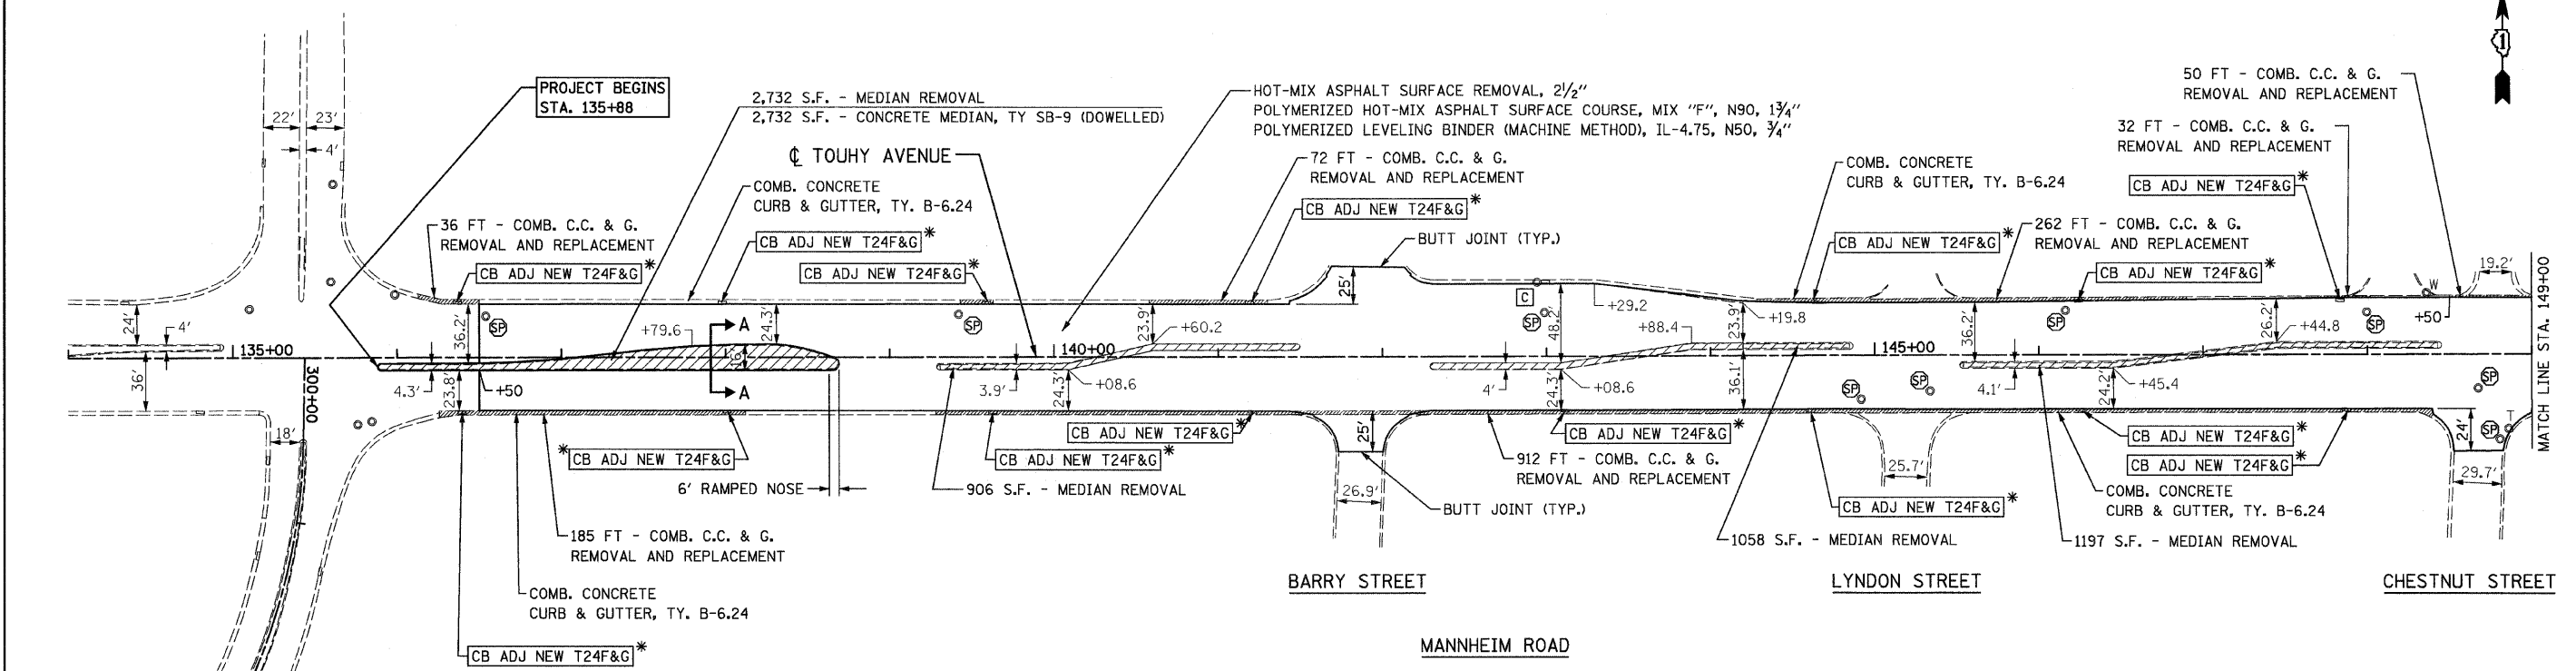 PROJECT BEGINS
STA. 135+88
2,732 S.F. - MEDIAN REMOVAL
2,732 S.F. - CONCRETE MEDIAN, TY SB-9 (DOWELLED)
HOT-MIX ASPHALT SURFACE REMOVAL, 2½"
POLYMERIZED HOT-MIX ASPHALT SURFACE COURSE, MIX "F", N90, 1¾"
POLYMERIZED LEVELING BINDER (MACHINE METHOD), IL-4.75, N50, ¾"
50 FT - COMB. C.C. & G.
REMOVAL AND REPLACEMENT
32 FT - COMB. C.C. & G.
REMOVAL AND REPLACEMENT
1
22'
23'
4'
℄ TOUHY AVENUE
72 FT - COMB. C.C. & G.
REMOVAL AND REPLACEMENT
COMB. CONCRETE
CURB & GUTTER, TY. B-6.24
COMB. CONCRETE
CURB & GUTTER, TY. B-6.24
CB ADJ NEW T24F&G *
CB ADJ NEW T24F&G *
36 FT - COMB. C.C. & G.
REMOVAL AND REPLACEMENT
262 FT - COMB. C.C. & G.
REMOVAL AND REPLACEMENT
CB ADJ NEW T24F&G *
BUTT JOINT (TYP.)
CB ADJ NEW T24F&G *
CB ADJ NEW T24F&G *
CB ADJ NEW T24F&G *
CB ADJ NEW T24F&G *
19.2'
25'
C
W
24'
4'
36.2'
SP
+79.6
A
24.3'
SP
23.9'
+60.2
SP
48.2'
+29.2
+88.4
23.9'
+19.8
36.2'
SP
26.2'
+44.8
SP
+50
135+00
16'
140+00
145+00
MATCH LINE STA. 149+00
36'
300+00
4.3'
23.8'
+50
A
3.9'
24.3'
+08.6
4'
24.3'
+08.6
36.1'
SP
SP
4.1'
24.2'
+45.4
SP
18'
25'
24'
SP
T
* CB ADJ NEW T24F&G
CB ADJ NEW T24F&G *
CB ADJ NEW T24F&G *
CB ADJ NEW T24F&G *
CB ADJ NEW T24F&G *
CB ADJ NEW T24F&G *
6' RAMPED NOSE
906 S.F. - MEDIAN REMOVAL
26.9'
912 FT - COMB. C.C. & G.
REMOVAL AND REPLACEMENT
25.7'
29.7'
BUTT JOINT (TYP.)
CB ADJ NEW T24F&G *
COMB. CONCRETE
CURB & GUTTER, TY. B-6.24
185 FT - COMB. C.C. & G.
REMOVAL AND REPLACEMENT
1058 S.F. - MEDIAN REMOVAL
1197 S.F. - MEDIAN REMOVAL
COMB. CONCRETE
CURB & GUTTER, TY. B-6.24
BARRY STREET
LYNDON STREET
CHESTNUT STREET
CB ADJ NEW T24F&G *
MANNHEIM ROAD